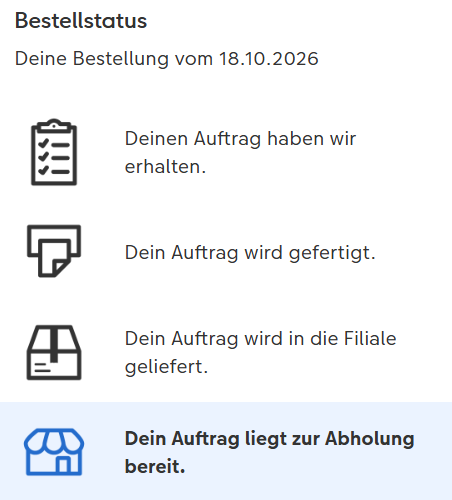 Bestellstatus
Deine Bestellung vom 18.10.2026
Deinen Auftrag haben wir
erhalten.
Dein Auftrag wird gefertigt.
Dein Auftrag wird in die Filiale
geliefert.
Dein Auftrag liegt zur Abholung
bereit.